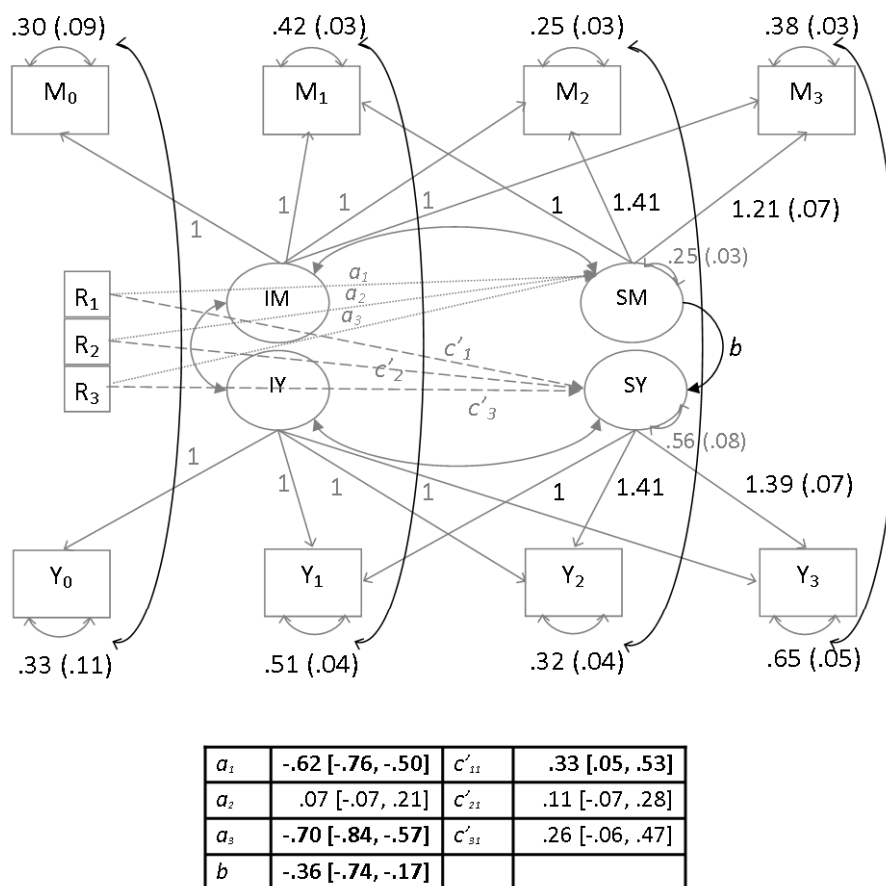 .30 (.09) .42 (.03) .25 (.03) .38 (.03)
M₀ M₁ M₂ M₃
1 1 1 1 1 1.41 1.21 (.07)
.25 (.03)
R₁ a₁ IM SM
R₂ a₂
a₃
c'₁ b
R₃ c'₂ IY SY
c'₃
.56 (.08)
1 1 1 1 1 1.41 1.39 (.07)
Y₀ Y₁ Y₂ Y₃
.33 (.11) .51 (.04) .32 (.04) .65 (.05)
a₁ -.62 [-.76, -.50] c'₁₁ .33 [.05, .53]
a₂ .07 [-.07, .21] c'₂₁ .11 [-.07, .28]
a₃ -.70 [-.84, -.57] c'₃₁ .26 [-.06, .47]
b -.36 [-.74, -.17]